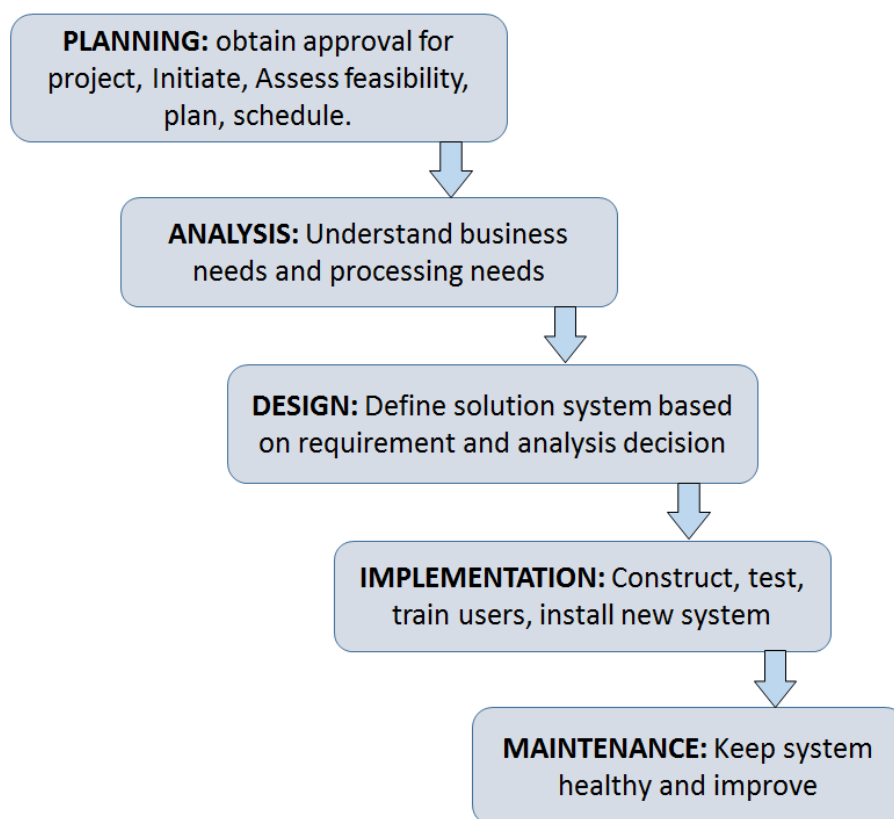 PLANNING: obtain approval for
project, Initiate, Assess feasibility,
plan, schedule.
ANALYSIS: Understand business
needs and processing needs
DESIGN: Define solution system based
on requirement and analysis decision
IMPLEMENTATION: Construct, test,
train users, install new system
MAINTENANCE: Keep system
healthy and improve